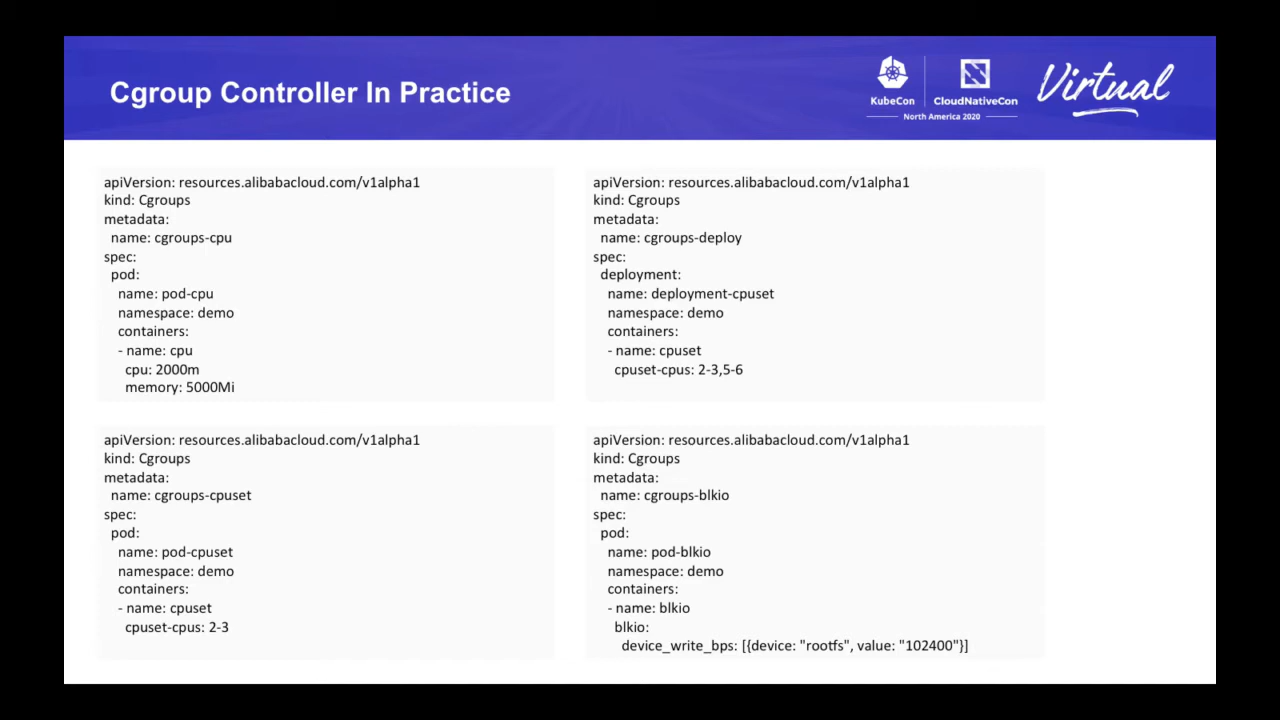 Cgroup Controller In Practice
KubeCon
CloudNativeCon
North America 2020
Virtual
apiVersion: resources.alibabacloud.com/v1alpha1
kind: Cgroups
metadata:
  name: cgroups-cpu
spec:
  pod:
    name: pod-cpu
    namespace: demo
    containers:
    - name: cpu
      cpu: 2000m
      memory: 5000Mi
apiVersion: resources.alibabacloud.com/v1alpha1
kind: Cgroups
metadata:
  name: cgroups-deploy
spec:
  deployment:
    name: deployment-cpuset
    namespace: demo
    containers:
    - name: cpuset
      cpuset-cpus: 2-3,5-6
apiVersion: resources.alibabacloud.com/v1alpha1
kind: Cgroups
metadata:
  name: cgroups-cpuset
spec:
  pod:
    name: pod-cpuset
    namespace: demo
    containers:
    - name: cpuset
      cpuset-cpus: 2-3
apiVersion: resources.alibabacloud.com/v1alpha1
kind: Cgroups
metadata:
  name: cgroups-blkio
spec:
  pod:
    name: pod-blkio
    namespace: demo
    containers:
    - name: blkio
      blkio:
        device_write_bps: [{device: "rootfs", value: "102400"}]